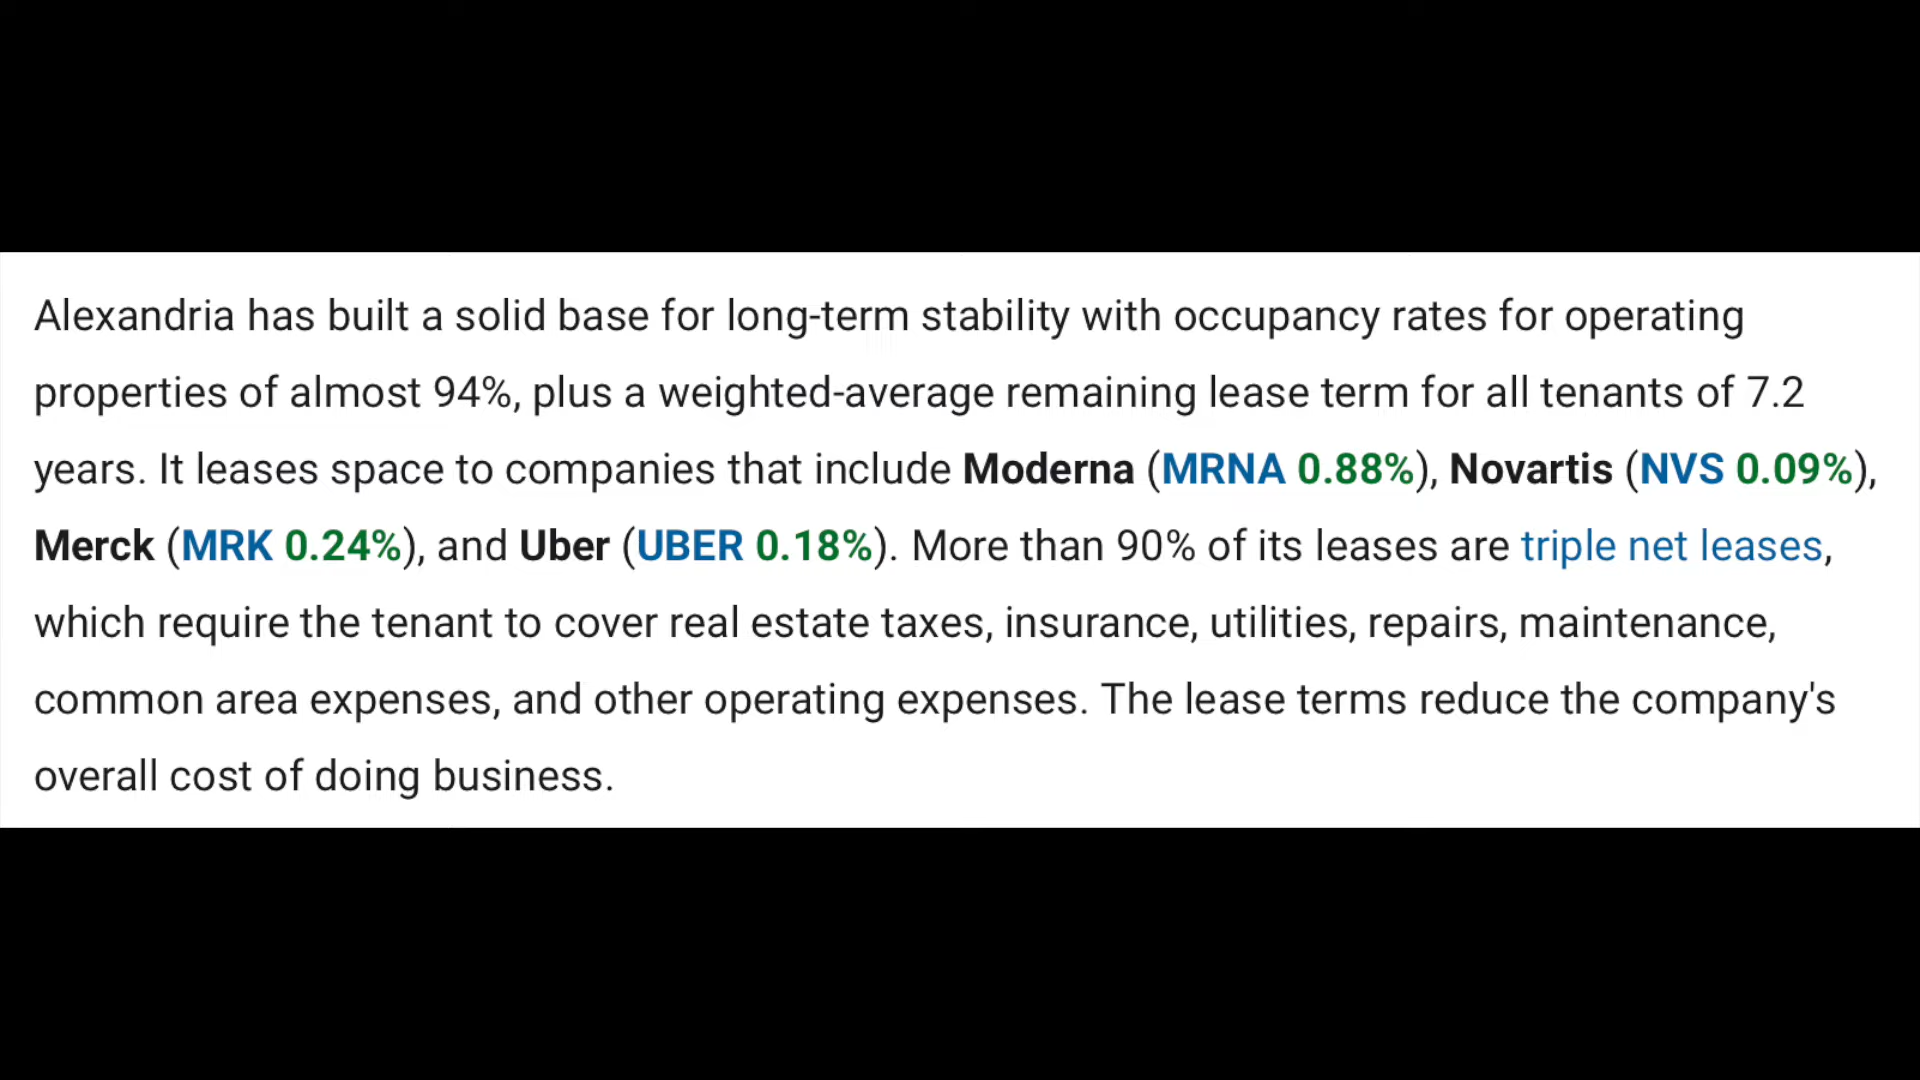 Alexandria has built a solid base for long-term stability with occupancy rates for operating
properties of almost 94%, plus a weighted-average remaining lease term for all tenants of 7.2
years. It leases space to companies that include Moderna (MRNA 0.88%), Novartis (NVS 0.09%),
Merck (MRK 0.24%), and Uber (UBER 0.18%). More than 90% of its leases are triple net leases,
which require the tenant to cover real estate taxes, insurance, utilities, repairs, maintenance,
common area expenses, and other operating expenses. The lease terms reduce the company's
overall cost of doing business.